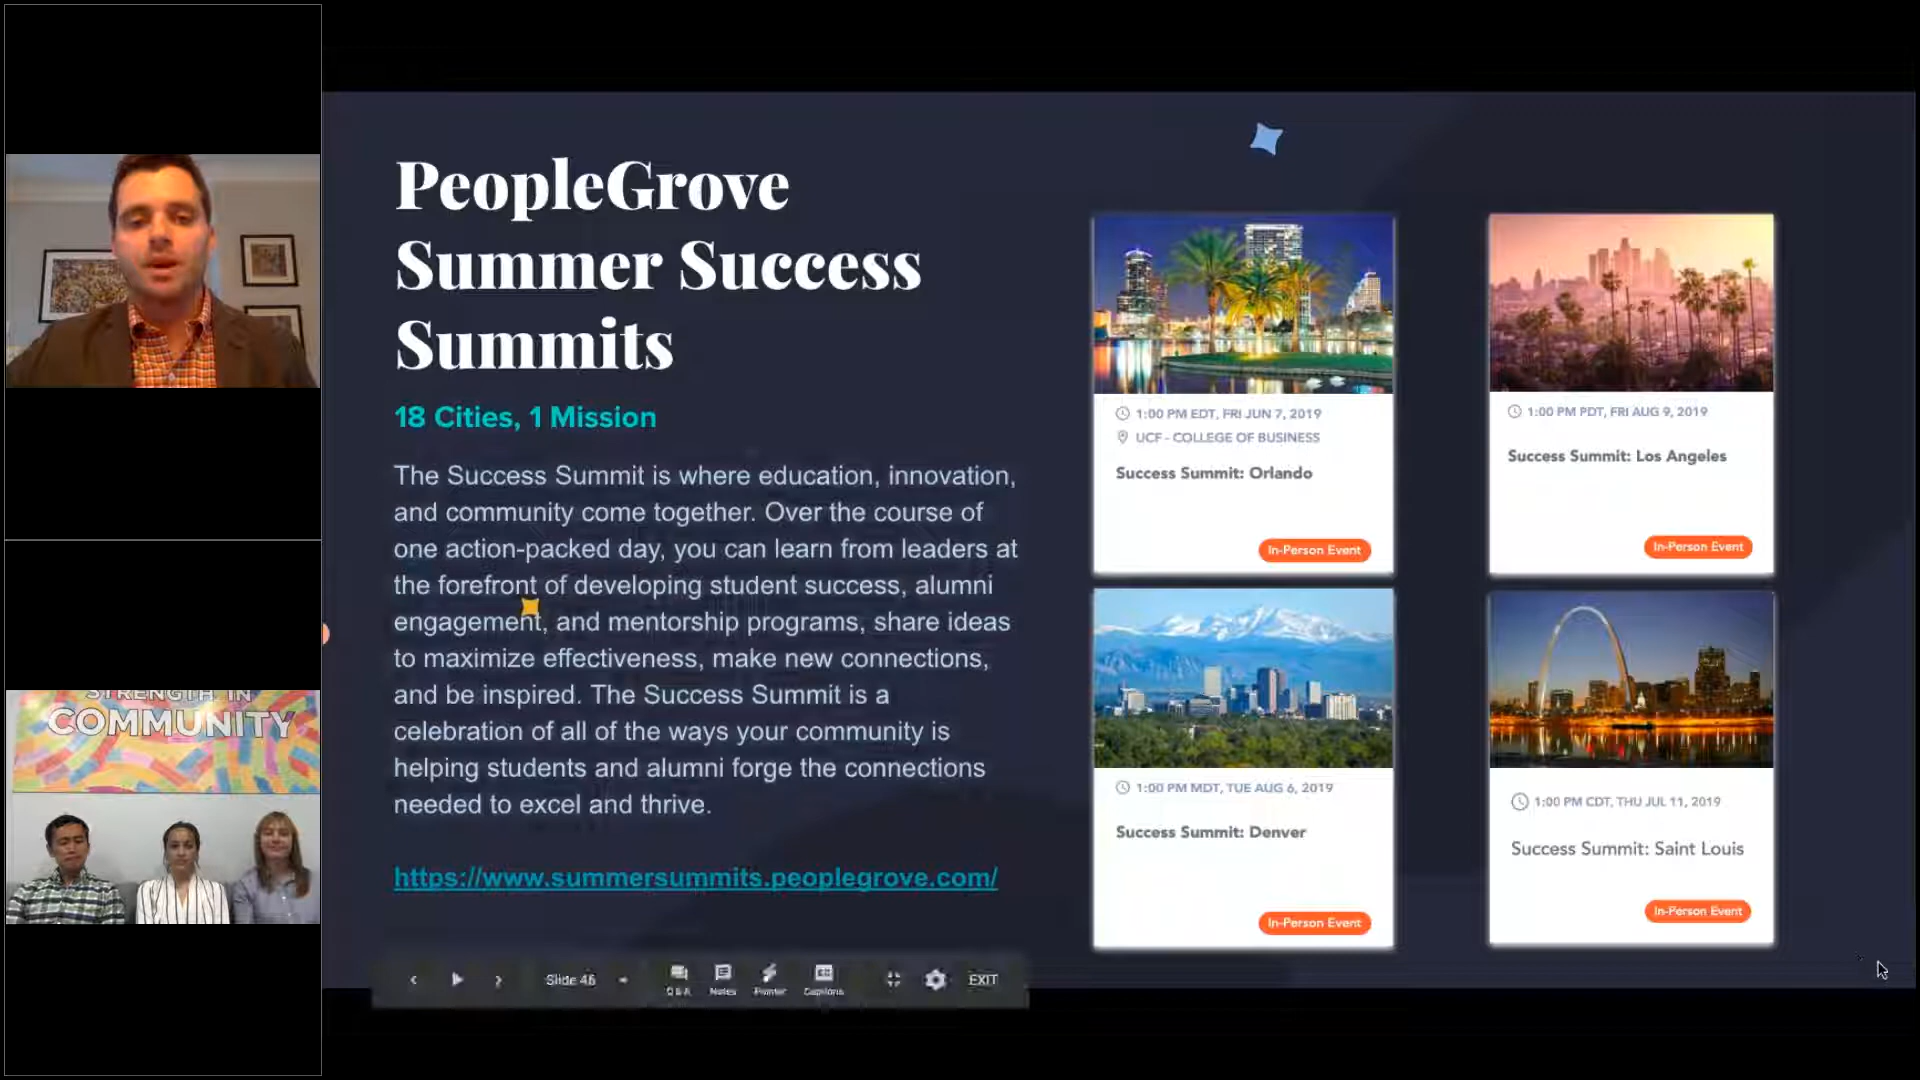 PeopleGrove
Summer Success
Summits
18 Cities, 1 Mission
The Success Summit is where education, innovation,
and community come together. Over the course of
one action-packed day, you can learn from leaders at
the forefront of developing student success, alumni
engagement, and mentorship programs, share ideas
to maximize effectiveness, make new connections,
and be inspired. The Success Summit is a
celebration of all of the ways your community is
helping students and alumni forge the connections
needed to excel and thrive.
https://www.summersummits.peoplegrove.com/
1:00 PM EDT, FRI JUN 7, 2019
UCF - COLLEGE OF BUSINESS
Success Summit: Orlando
In-Person Event
1:00 PM PDT, FRI AUG 9, 2019
Success Summit: Los Angeles
In-Person Event
1:00 PM MDT, TUE AUG 6, 2019
Success Summit: Denver
In-Person Event
1:00 PM CDT, THU JUL 11, 2019
Success Summit: Saint Louis
In-Person Event
STRENGTH IN
COMMUNITY
Slide 46
Q&A
Notes
Pointer
Captions
EXIT